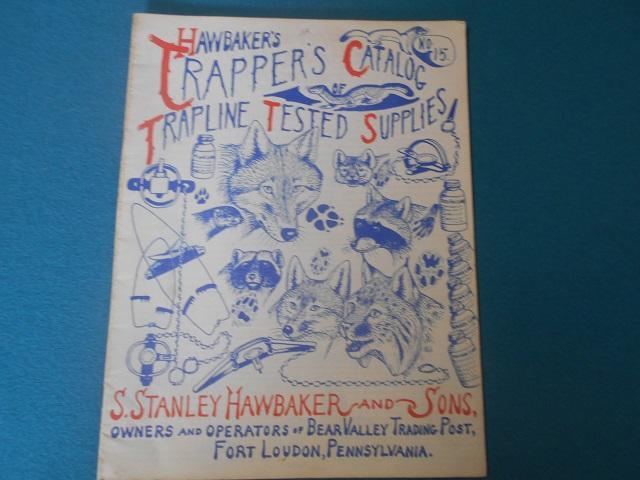 HAWBAKER'S
TRAPPER'S CATALOG
NO. 15.
OF
TRAPLINE TESTED SUPPLIES
S. STANLEY HAWBAKER AND SONS,
OWNERS AND OPERATORS OF BEAR VALLEY TRADING POST,
FORT LOUDON, PENNSYLVANIA.